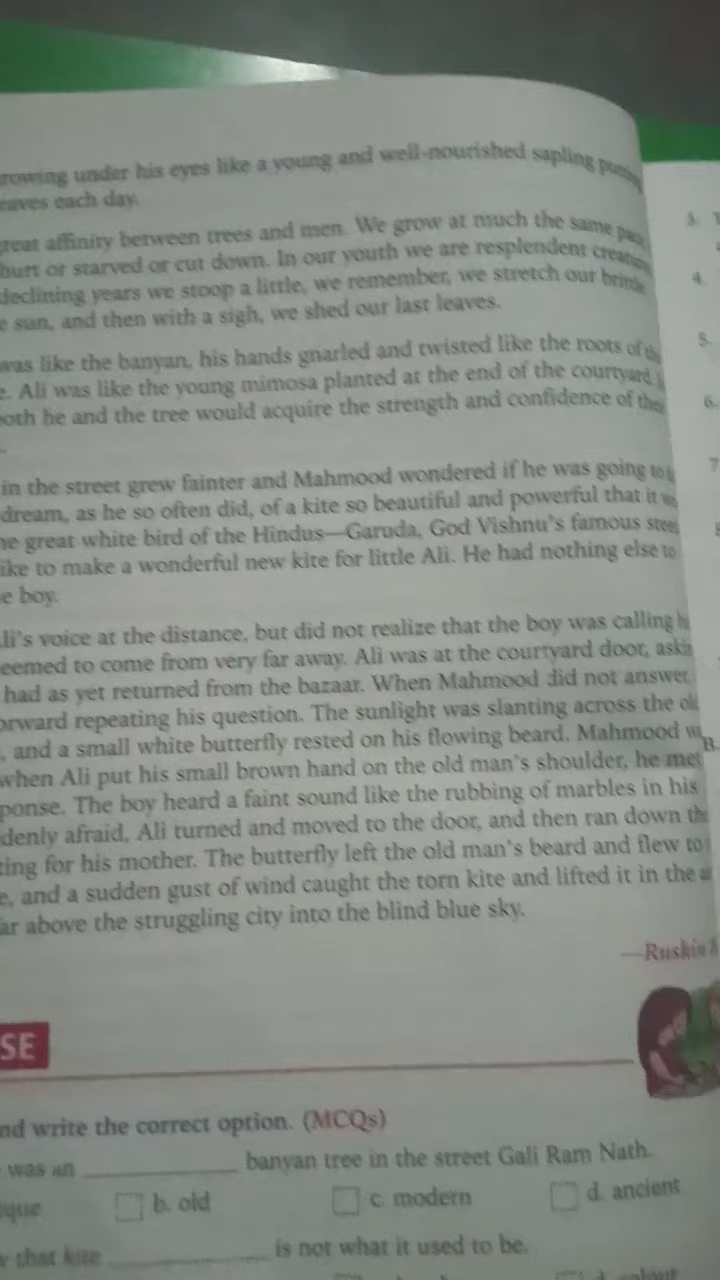 rowing under his eyes like a young and well-nourished sapling
eaves each day.
great affinity between trees and men. We grow at much the same
hurt or starved or cut down. In our youth we are resplendent
declining years we stoop a little, we remember, we stretch our brittle
e sun, and then with a sigh, we shed our last leaves.
was like the banyan, his hands gnarled and twisted like the roots of
e. Ali was like the young mimosa planted at the end of the courtyard
oth he and the tree would acquire the strength and confidence of
in the street grew fainter and Mahmood wondered if he was going to
dream, as he so often did, of a kite so beautiful and powerful that it
he great white bird of the Hindus—Garuda, God Vishnu's famous
ike to make a wonderful new kite for little Ali. He had nothing else to
e boy.
li's voice at the distance, but did not realize that the boy was calling
eemed to come from very far away. Ali was at the courtyard door,
had as yet returned from the bazaar. When Mahmood did not answer
orward repeating his question. The sunlight was slanting across the
, and a small white butterfly rested on his flowing beard. Mahmood
when Ali put his small brown hand on the old man's shoulder, he
ponse. The boy heard a faint sound like the rubbing of marbles in his
denly afraid, Ali turned and moved to the door, and then ran down
ting for his mother. The butterfly left the old man's beard and flew to
e, and a sudden gust of wind caught the torn kite and lifted it in the
ar above the struggling city into the blind blue sky.
—Ruskin
SE
nd write the correct option. (MCQs)
was an ____________ banyan tree in the street Gali Ram Nath.
ique b. old c. modern d. ancient
that kite ____________ is not what it used to be.
3.
4.
5.
6.
7
B.